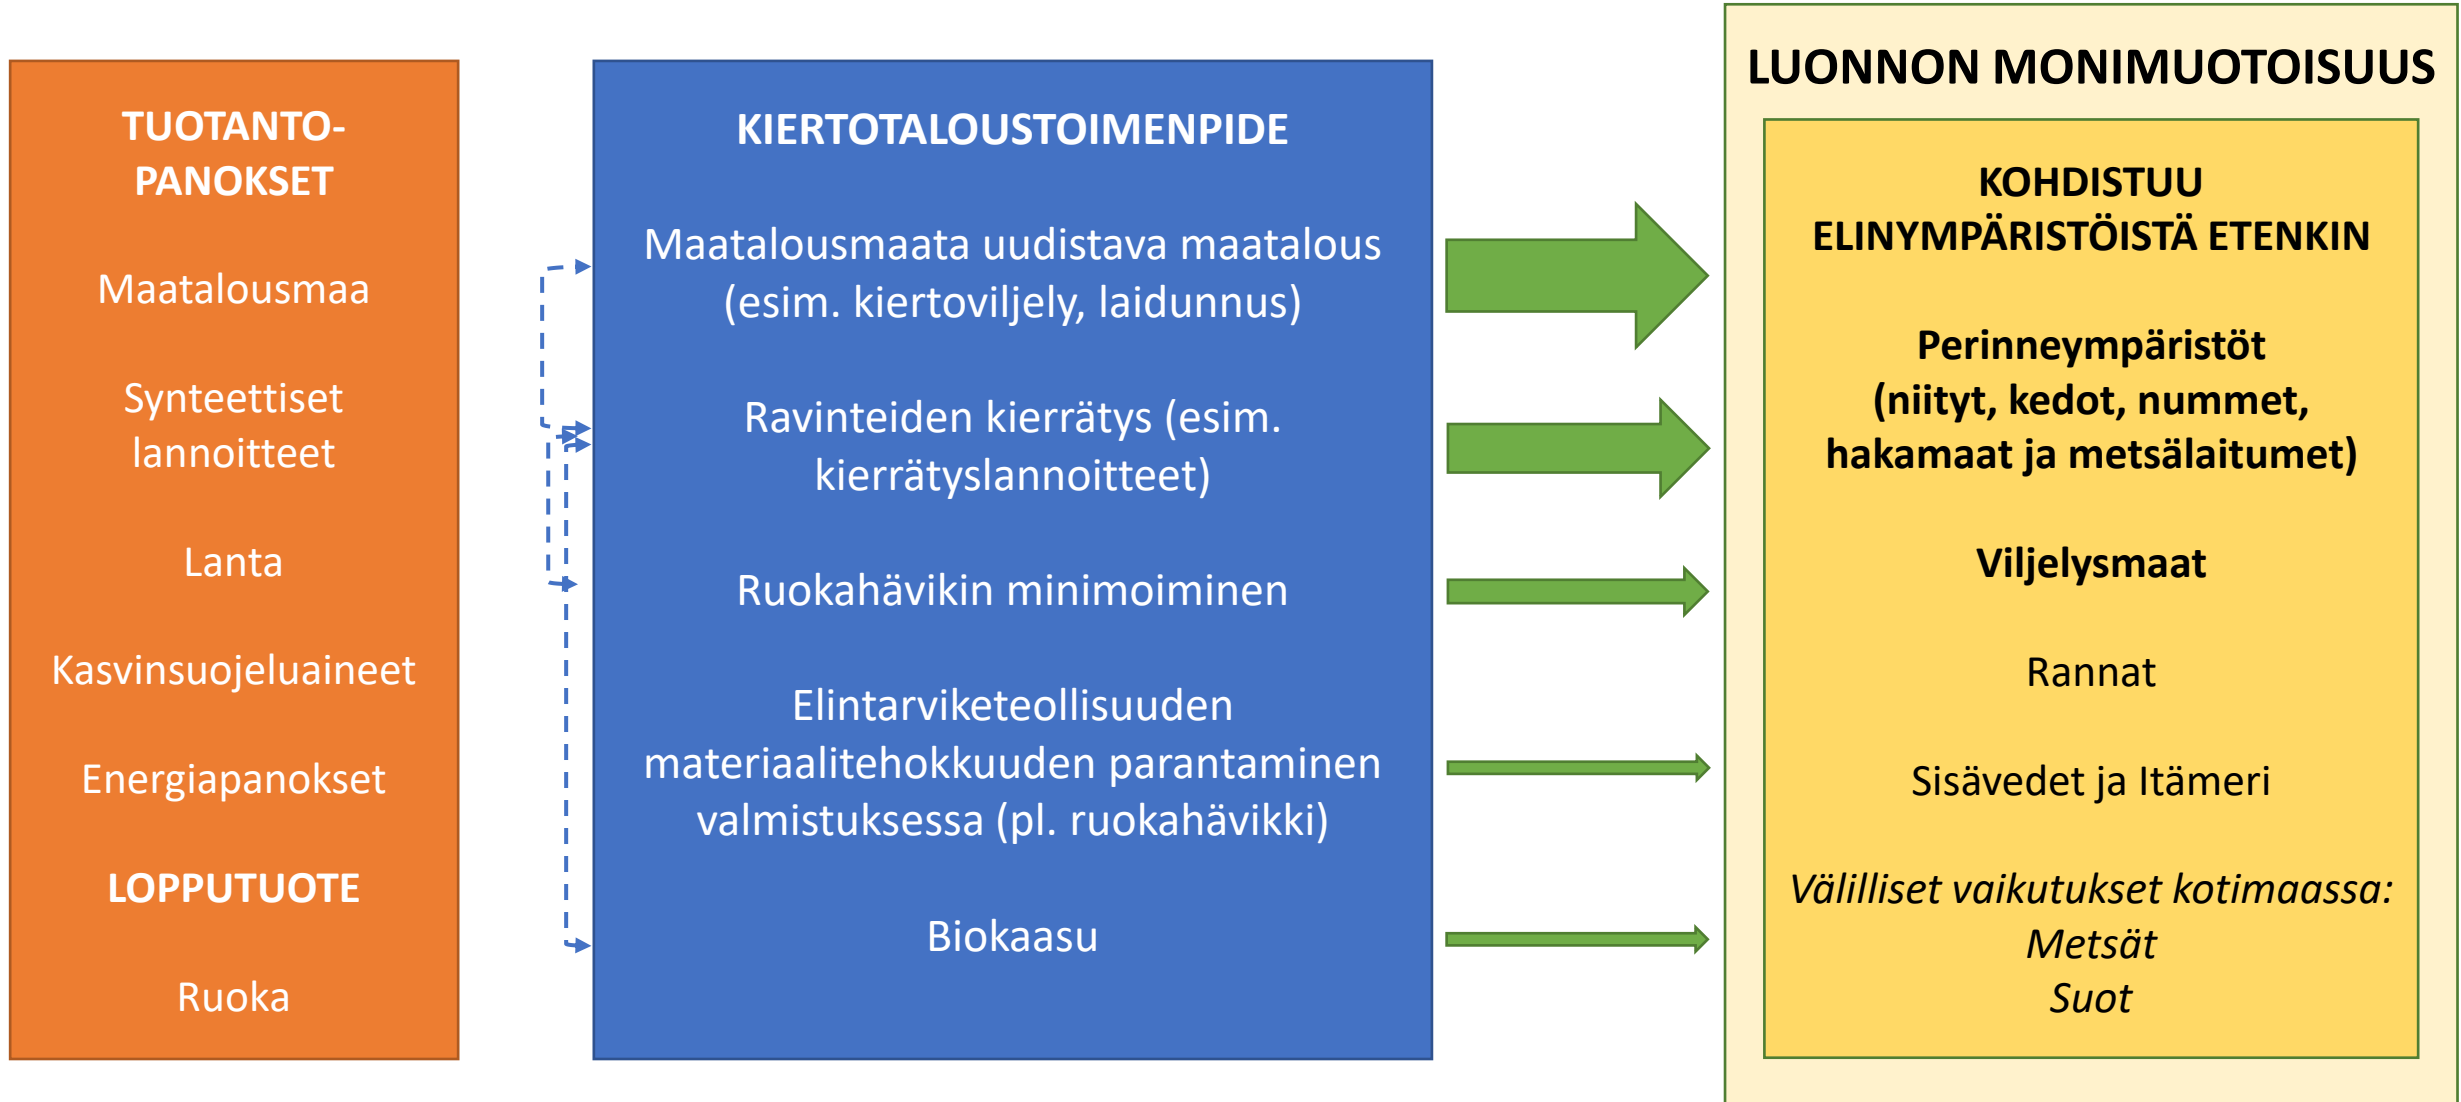 TUOTANTO-
PANOKSET
Maatalousmaa
Synteettiset
lannoitteet
Lanta
Kasvinsuojeluaineet
Energiapanokset
LOPPUTUOTE
Ruoka
KIERTOTALOUSTOIMENPIDE
Maatalousmaata uudistava maatalous
(esim. kiertoviljely, laidunnus)
Ravinteiden kierrätys (esim.
kierrätyslannoitteet)
Ruokahävikin minimoiminen
Elintarviketeollisuuden
materiaalitehokkuuden parantaminen
valmistuksessa (pl. ruokahävikki)
Biokaasu
LUONNON MONIMUOTOISUUS
KOHDISTUU
ELINYMPÄRISTÖISTÄ ETENKIN
Perinneympäristöt
(niityt, kedot, nummet,
hakamaat ja metsälaitumet)
Viljelysmaat
Rannat
Sisävedet ja Itämeri
Välilliset vaikutukset kotimaassa:
Metsät
Suot